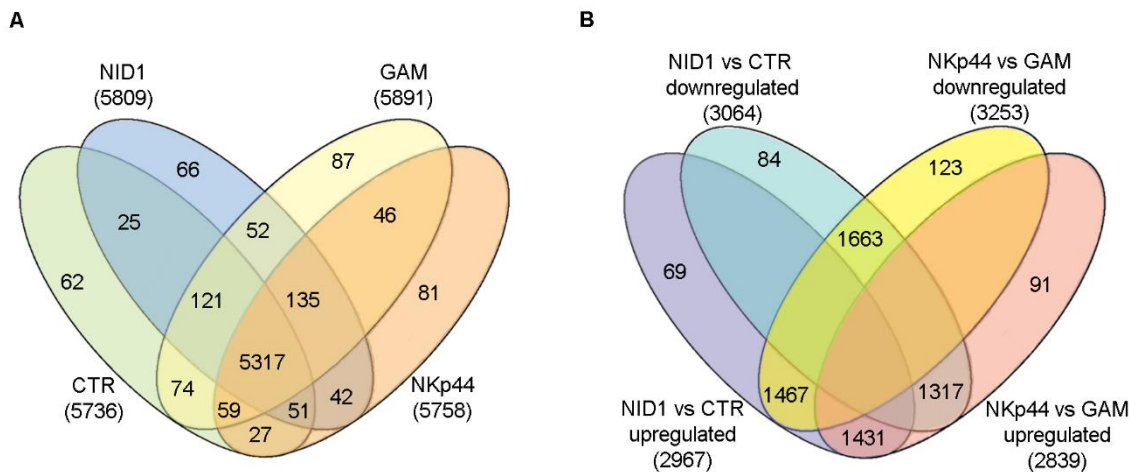 A
B
NID1
(5809)
GAM
(5891)
66
87
25
52
46
62
121
135
81
5317
74
59
51
42
27
CTR
(5736)
NKp44
(5758)
NID1 vs CTR
downregulated
(3064)
NKp44 vs GAM
downregulated
(3253)
84
123
1663
69
91
1467
1317
1431
NID1 vs CTR
upregulated
(2967)
NKp44 vs GAM
upregulated
(2839)